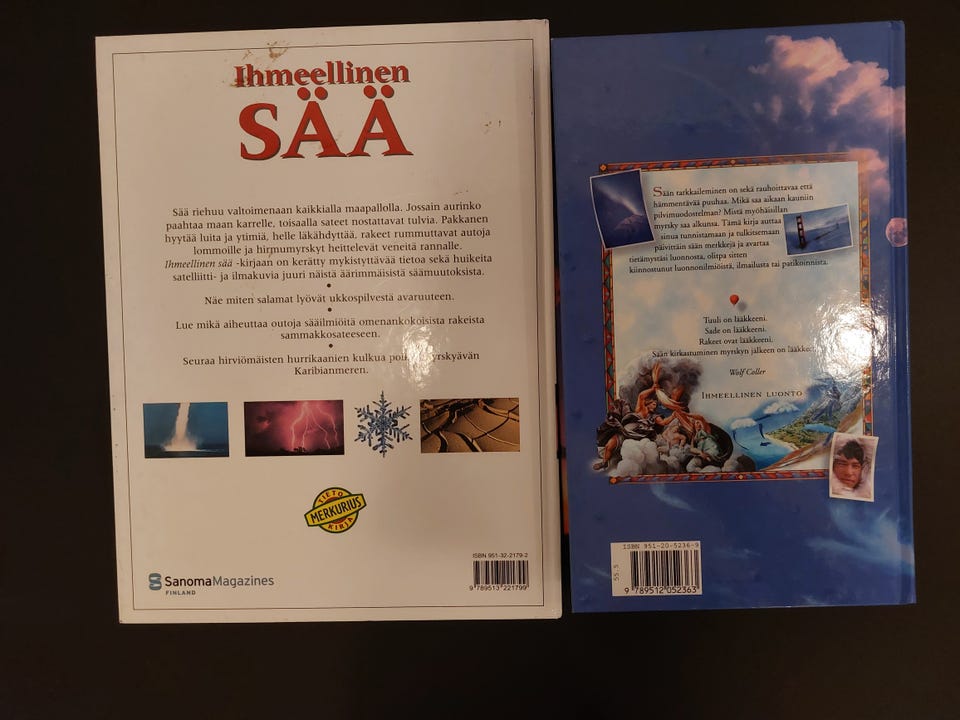 Ihmeellinen
SÄÄ
Sää riehuu valtoimenaan kaikkialla maapallolla. Jossain aurinko
paahtaa maan karrelle, toisaalla sateet nostattavat tulvia. Pakkanen
hyytää luita ja ytimiä, helle läkähdyttää, rakeet rummuttavat autoja
lommoille ja hirmumyrskyt heittelevät veneitä rannalle.
Ihmeellinen sää -kirjaan on kerätty mykistyttävää tietoa sekä huikeita
satelliitti- ja ilmakuvia juuri näistä äärimmäisistä säämuutoksista.
•
Näe miten salamat lyövät ukkospilvestä avaruuteen.
•
Lue mikä aiheuttaa outoja sääilmiöitä omenankokoisista rakeista
sammakkosateeseen.
•
Seuraa hirviömäisten hurrikaanien kulkua
Karibianmeren.
TIETO
MERKURIUS
KIRJA
SanomaMagazines
FINLAND
ISBN 951-32-2179-2
9 789513 221799
Sään tarkkaileminen on sekä rauhoittavaa että
hämmentävää puuhaa. Mikä saa aikaan kauniin
pilvimuodostelman? Mistä myöhäisillan
myrsky saa alkunsa. Tämä kirja auttaa
sinua tunnistamaan ja tulkitsemaan
päivittäin sään merkkejä ja avartaa
tietämystäsi luonnosta, olitpa sitten
kiinnostunut luonnonilmiöistä, ilmailusta tai patikoinnista.
Tuuli on lääkkeeni.
Sade on lääkkeeni.
Rakeet ovat lääkkeeni.
Sään kirkastuminen myrskyn jälkeen on
Wolf Coller
IHMEELLINEN LUONTO
ISBN 951-20-5236-9
55.5
9 789512 052363